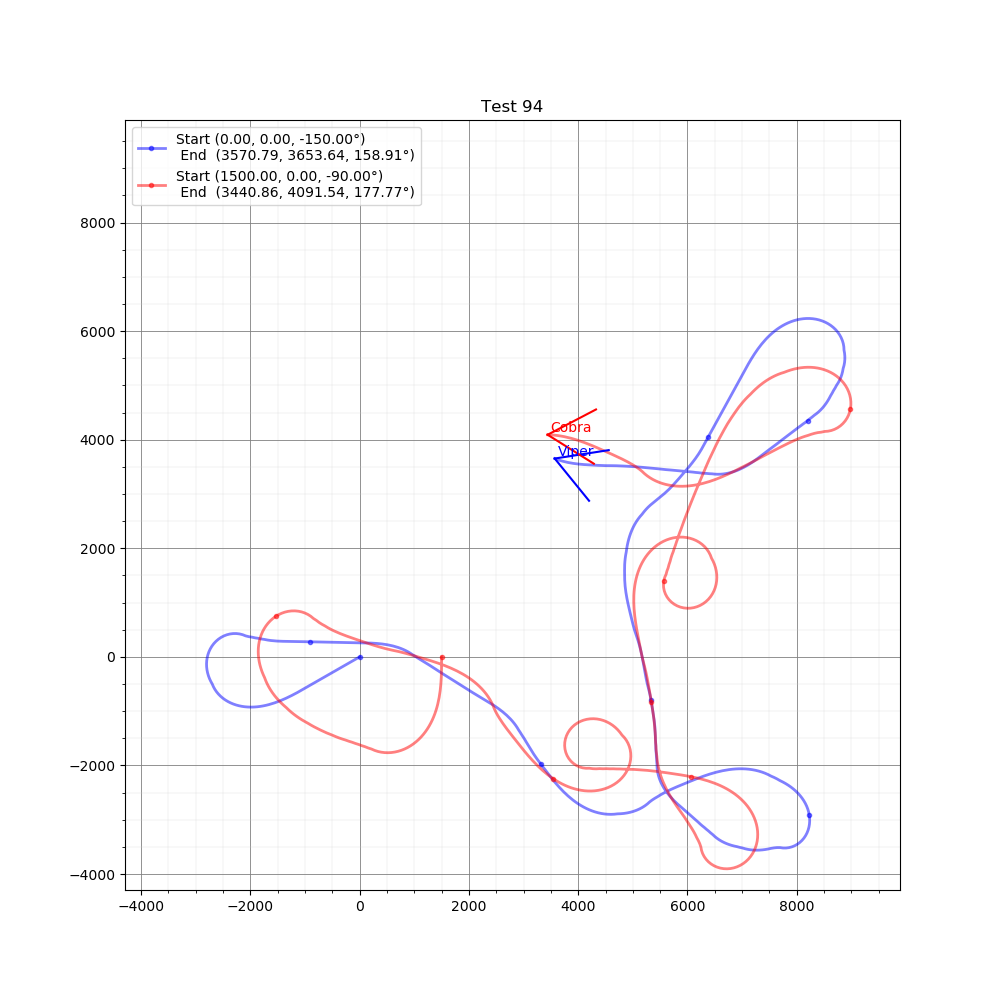 Test 94
Start (0.00, 0.00, -150.00°)
End  (3570.79, 3653.64, 158.91°)
Start (1500.00, 0.00, -90.00°)
End  (3440.86, 4091.54, 177.77°)
8000
6000
4000
2000
0
−2000
−4000
Cobra
Viper
−4000 −2000 0 2000 4000 6000 8000